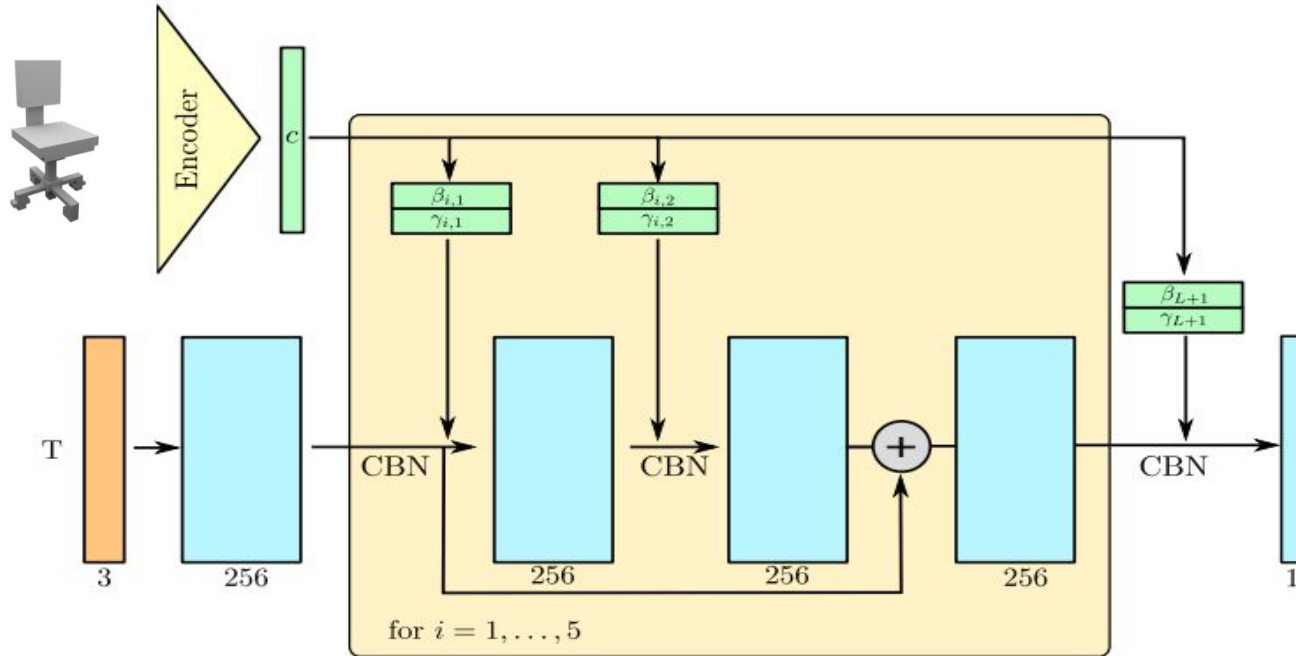 Encoder
c
β_{i,1}
γ_{i,1}
β_{i,2}
γ_{i,2}
β_{L+1}
γ_{L+1}
T
CBN
CBN
+
CBN
3
256
256
256
256
1
for i = 1, . . . , 5